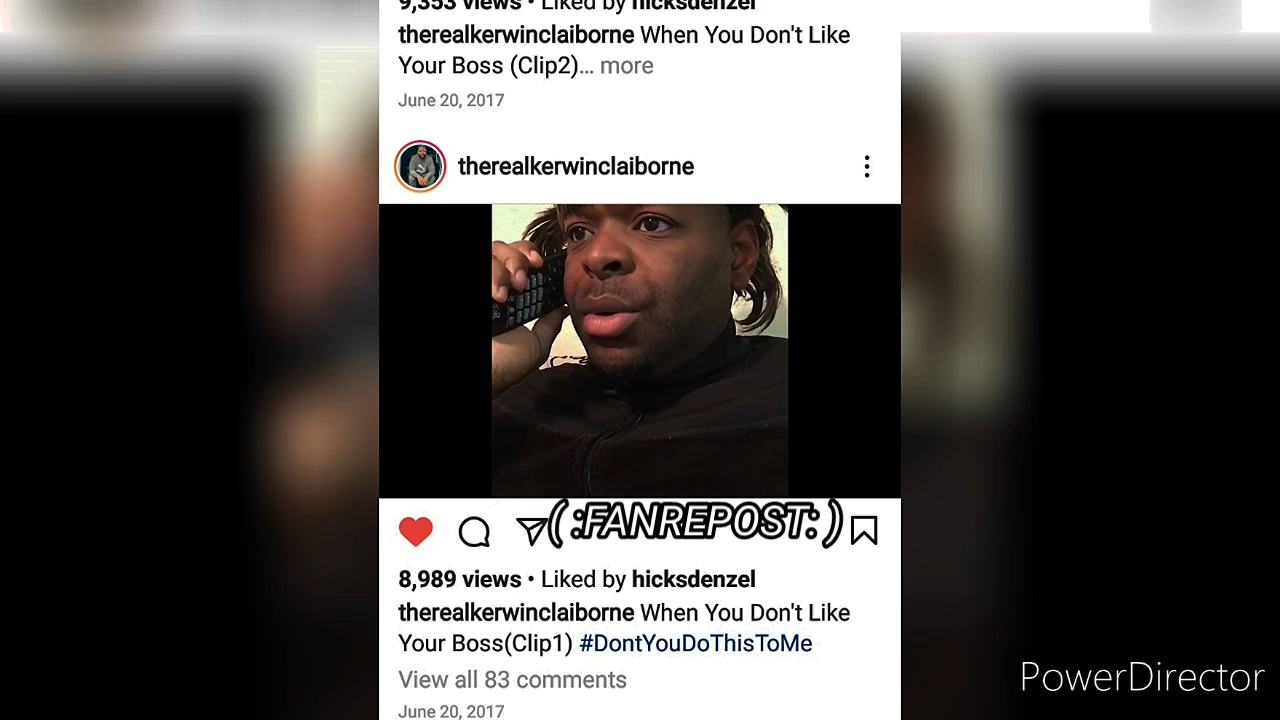 9,353 views • Liked by hicksdenzel
therealkerwinclaiborne When You Don't Like
Your Boss (Clip2)... more
June 20, 2017
therealkerwinclaiborne
(:FANREPOST:)
8,989 views • Liked by hicksdenzel
therealkerwinclaiborne When You Don't Like
Your Boss(Clip1) #DontYouDoThisToMe
View all 83 comments
June 20, 2017
PowerDirector